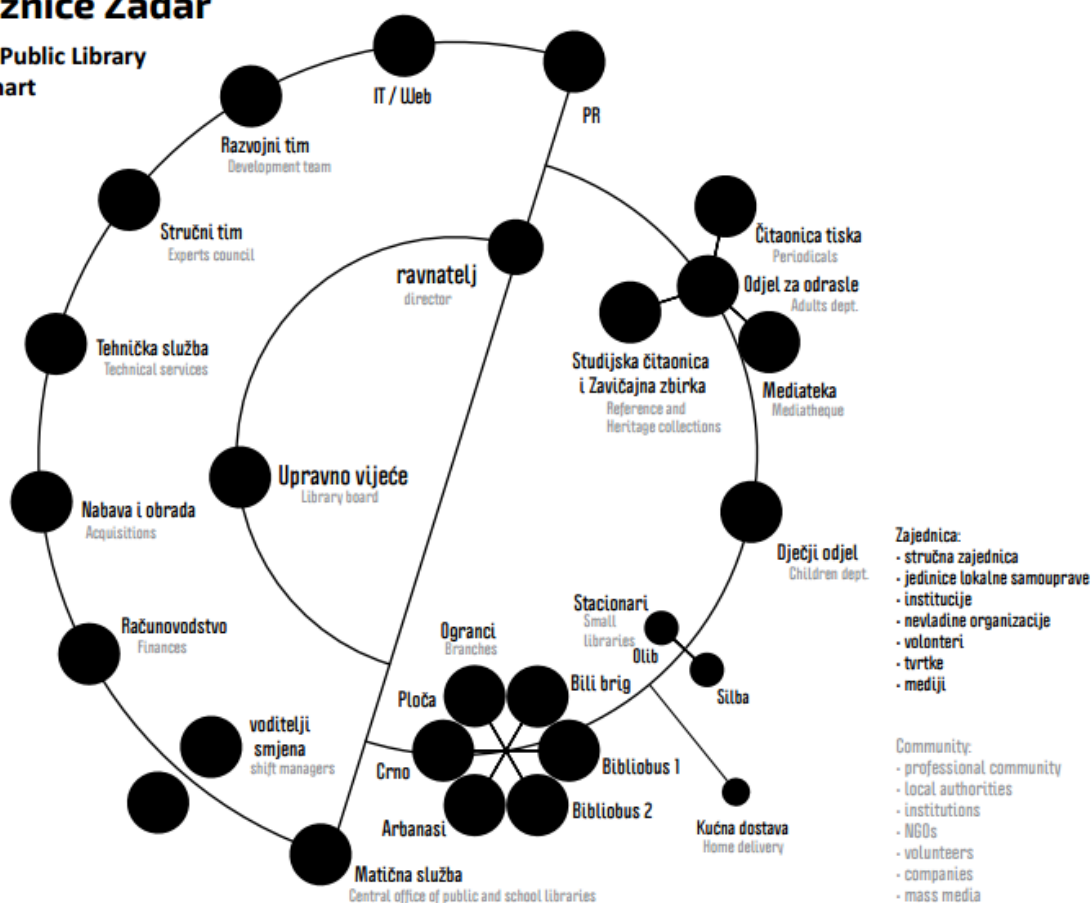 žnice Zadar
Public Library
art
IT / Web
PR
Razvojni tim
Development team
Stručni tim
Experts council
Čitaonica tiska
Periodicals
ravnatelj
director
Odjel za odrasle
Adults dept.
Tehnička služba
Technical services
Studijska čitaonica
i Zavičajna zbirka
Reference and
Heritage collections
Mediateka
Mediatheque
Upravno vijeće
Library board
Nabava i obrada
Acquisitions
Dječji odjel
Children dept.
Stacionari
Small
libraries
Olib
Silba
Računovodstvo
Finances
Ogranci
Branches
Ploča
Bili brig
Crno
Bibliobus 1
Arbanasi
Bibliobus 2
voditelji
smjena
shift managers
Kućna dostava
Home delivery
Matična služba
Central office of public and school libraries
Zajednica:
- stručna zajednica
- jedinice lokalne samouprave
- institucije
- nevladine organizacije
- volonteri
- tvrtke
- mediji
Community:
- professional community
- local authorities
- institutions
- NGOs
- volunteers
- companies
- mass media